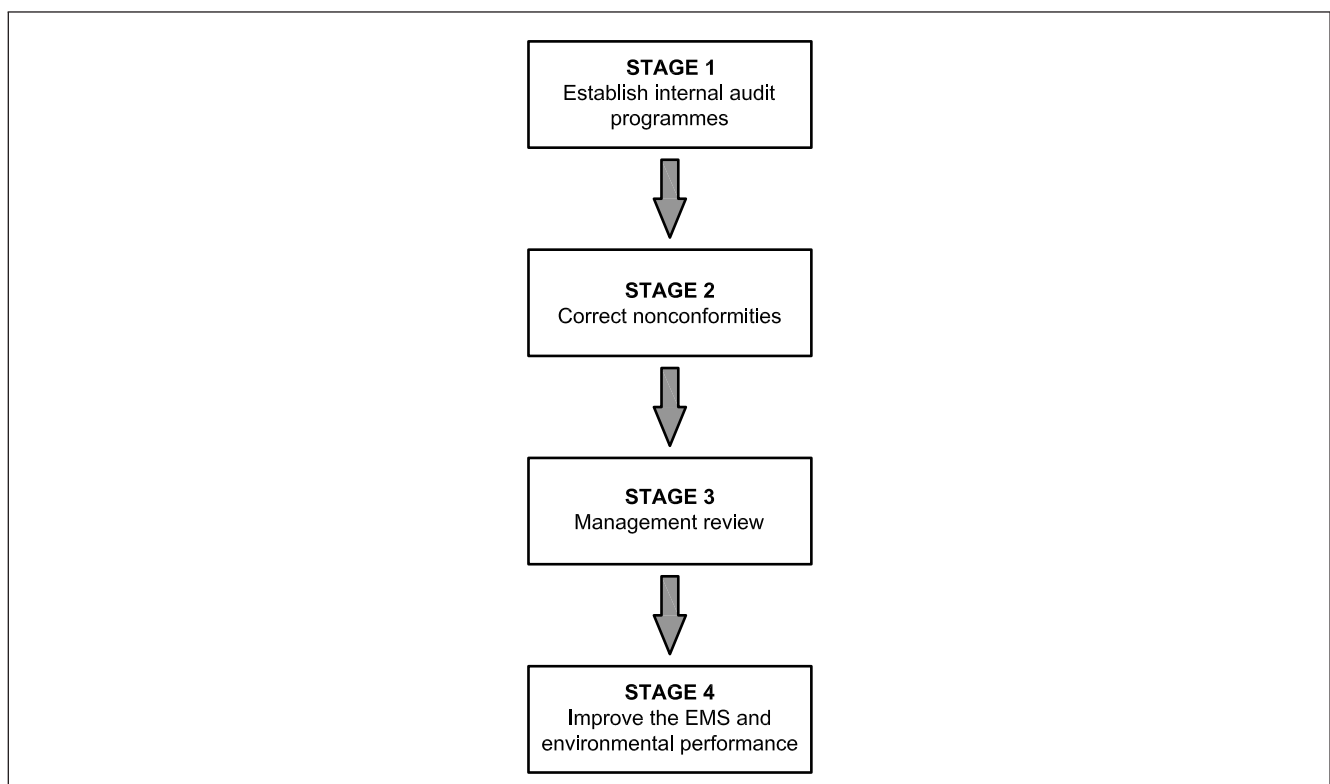 STAGE 1
Establish internal audit
programmes
STAGE 2
Correct nonconformities
STAGE 3
Management review
STAGE 4
Improve the EMS and
environmental performance